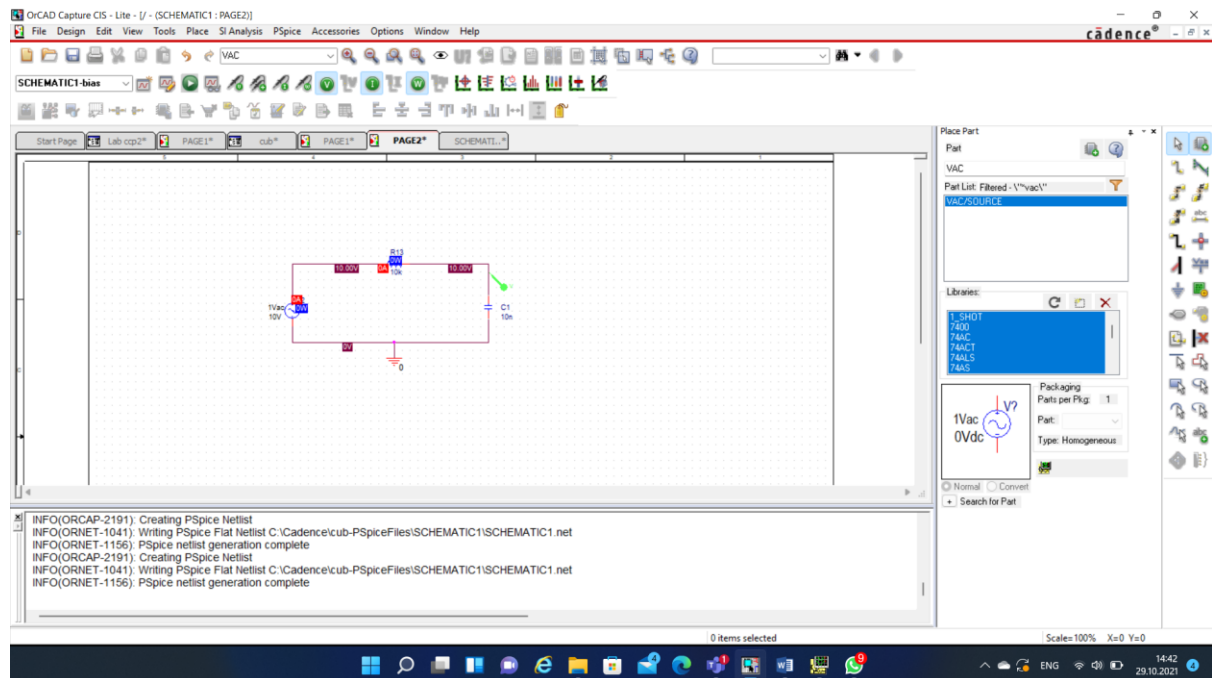 OrCAD Capture CIS - Lite - [/ - (SCHEMATIC1 : PAGE2)]
File Design Edit View Tools Place SI Analysis PSpice Accessories Options Window Help
cādence®
VAC
SCHEMATIC1-bias
Start Page Lab ccp2* PAGE1* cub* PAGE1* PAGE2* SCHEMATI..*
5 4 3 2 1
D
C
R13
0W
10.00V 0A 10k 10.00V
0A
1Vac 0W
10V
C1
10n
0V
0
Place Part
Part
VAC
Part List: Filtered - \"*vac\"
VAC/SOURCE
Libraries:
1_SHOT
7400
74AC
74ACT
74ALS
74AS
V?
1Vac
0Vdc
Packaging
Parts per Pkg: 1
Part:
Type: Homogeneous
Normal Convert
+ Search for Part
INFO(ORCAP-2191): Creating PSpice Netlist
INFO(ORNET-1041): Writing PSpice Flat Netlist C:\Cadence\cub-PSpiceFiles\SCHEMATIC1\SCHEMATIC1.net
INFO(ORNET-1156): PSpice netlist generation complete
INFO(ORCAP-2191): Creating PSpice Netlist
INFO(ORNET-1041): Writing PSpice Flat Netlist C:\Cadence\cub-PSpiceFiles\SCHEMATIC1\SCHEMATIC1.net
INFO(ORNET-1156): PSpice netlist generation complete
0 items selected
Scale=100% X=0 Y=0
ENG
14:42
29.10.2021
4